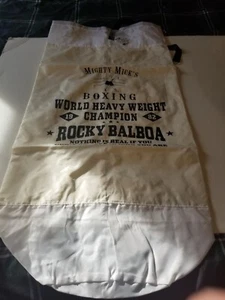 MIGHTY MICK'S
BOXING
WORLD HEAVY WEIGHT
CHAMPION
ROCKY BALBOA
NOTHING IS REAL IF YOU